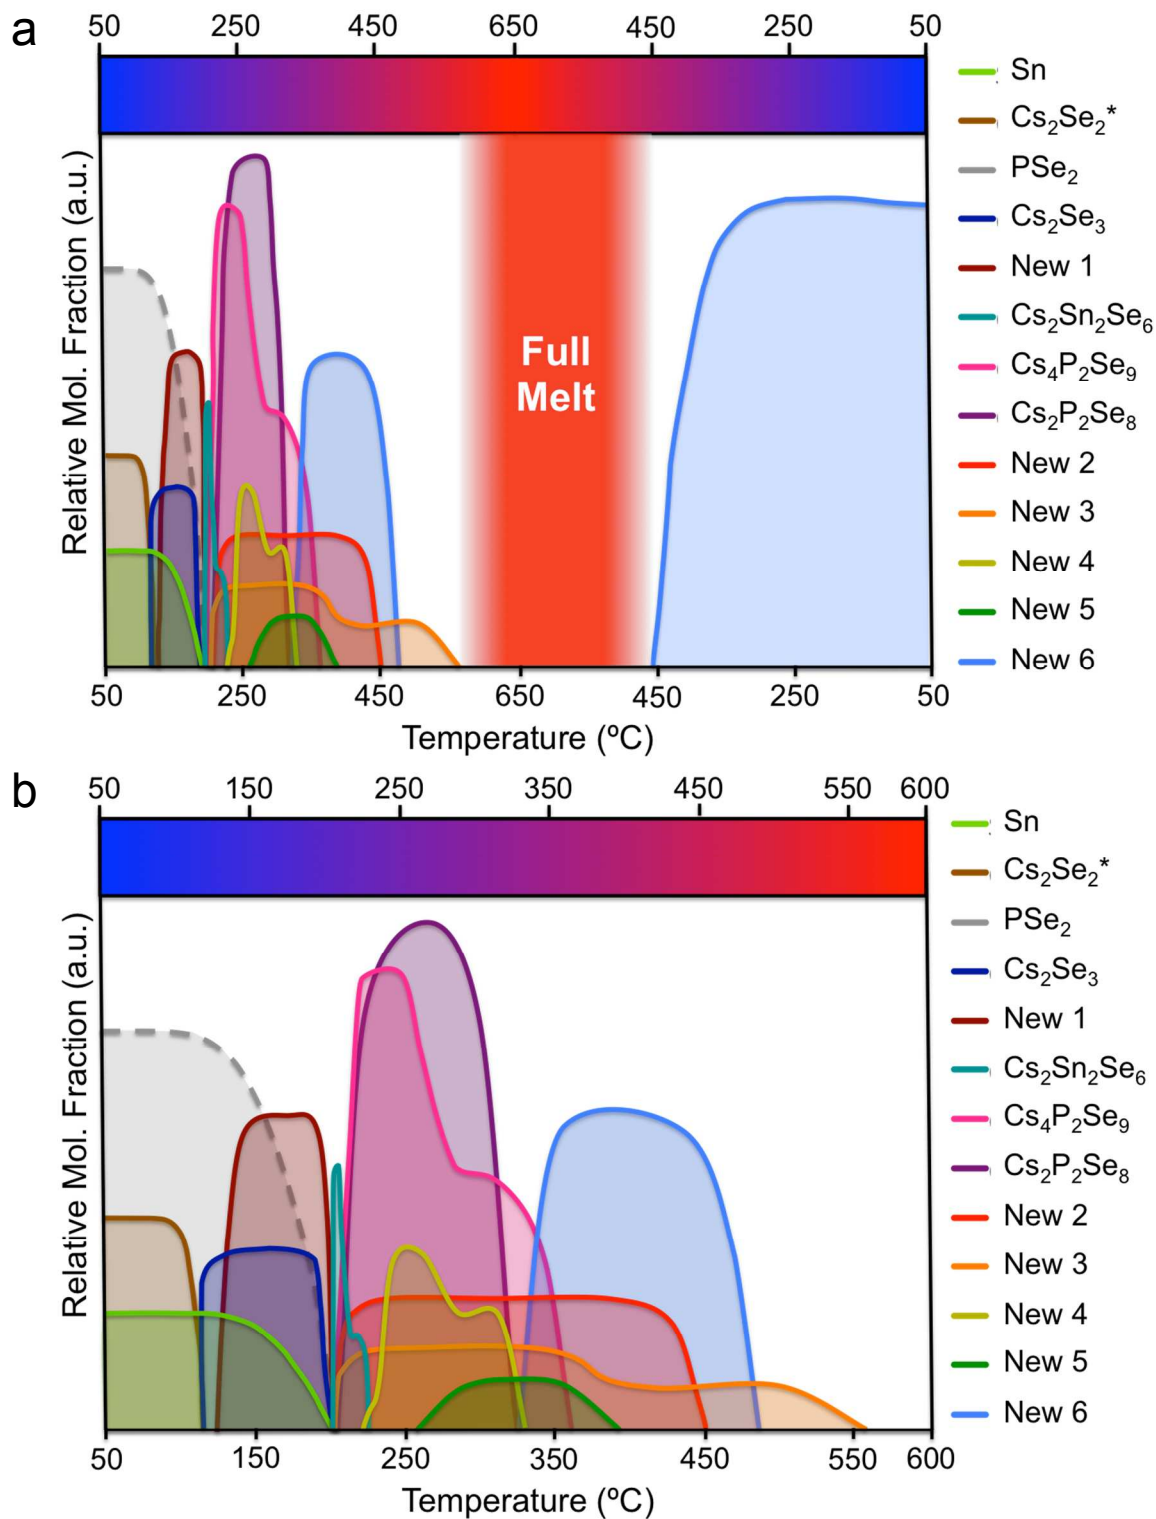 a
50 250 450 650 450 250 50
Relative Mol. Fraction (a.u.)
Full
Melt
50 250 450 650 450 250 50
Temperature (ºC)
Sn
Cs₂Se₂*
PSe₂
Cs₂Se₃
New 1
Cs₂Sn₂Se₆
Cs₄P₂Se₉
Cs₂P₂Se₈
New 2
New 3
New 4
New 5
New 6
b
50 150 250 350 450 550 600
Relative Mol. Fraction (a.u.)
50 150 250 350 450 550 600
Temperature (ºC)
Sn
Cs₂Se₂*
PSe₂
Cs₂Se₃
New 1
Cs₂Sn₂Se₆
Cs₄P₂Se₉
Cs₂P₂Se₈
New 2
New 3
New 4
New 5
New 6